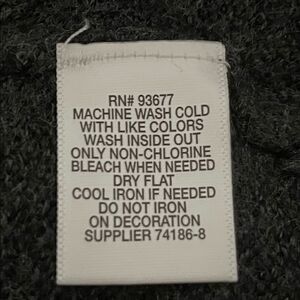 RN# 93677
MACHINE WASH COLD
WITH LIKE COLORS
WASH INSIDE OUT
ONLY NON-CHLORINE
BLEACH WHEN NEEDED
DRY FLAT
COOL IRON IF NEEDED
DO NOT IRON
ON DECORATION
SUPPLIER 74186-8